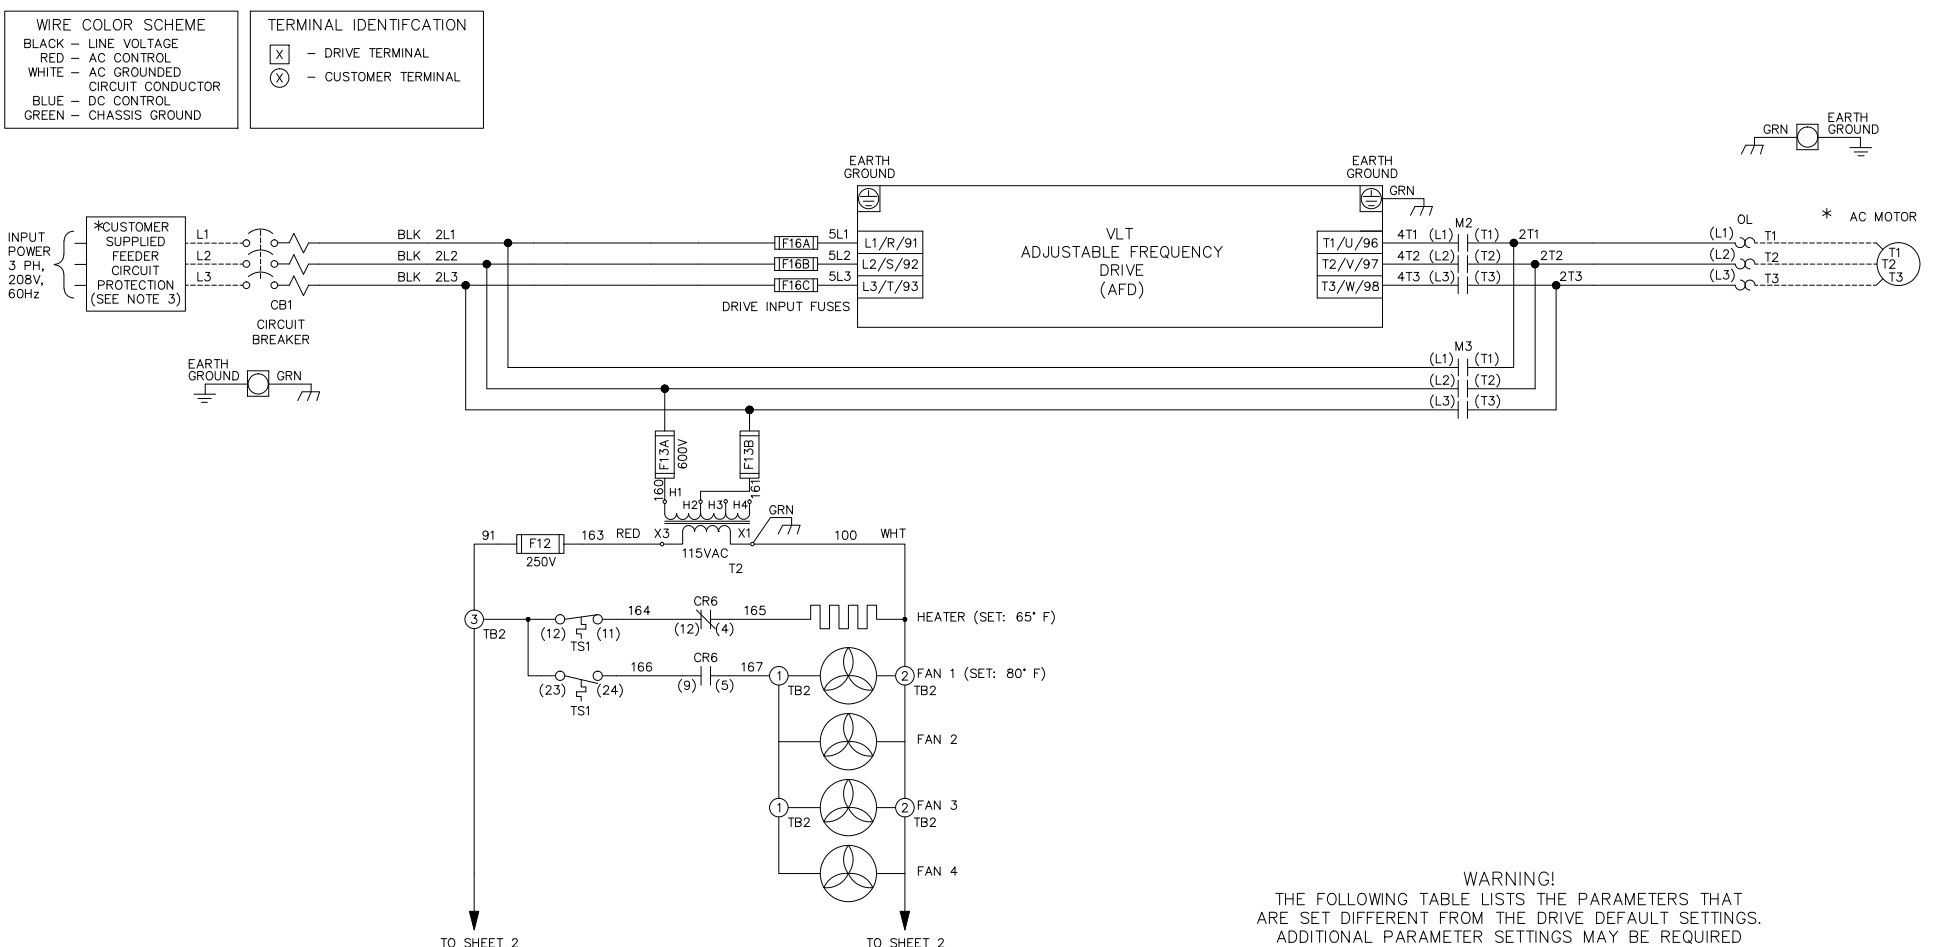 WIRE COLOR SCHEME
BLACK – LINE VOLTAGE
RED – AC CONTROL
WHITE – AC GROUNDED
CIRCUIT CONDUCTOR
BLUE – DC CONTROL
GREEN – CHASSIS GROUND
TERMINAL IDENTIFCATION
X – DRIVE TERMINAL
X – CUSTOMER TERMINAL
GRN
EARTH
GROUND
INPUT
POWER
3 PH,
208V,
60Hz
*CUSTOMER
SUPPLIED
FEEDER
CIRCUIT
PROTECTION
(SEE NOTE 3)
L1
L2
L3
CB1
CIRCUIT
BREAKER
EARTH
GROUND
GRN
BLK 2L1
BLK 2L2
BLK 2L3
F16A
F16B
F16C
5L1
5L2
5L3
DRIVE INPUT FUSES
EARTH
GROUND
L1/R/91
L2/S/92
L3/T/93
VLT
ADJUSTABLE FREQUENCY
DRIVE
(AFD)
EARTH
GROUND
GRN
T1/U/96
T2/V/97
T3/W/98
M2
4T1 (L1) (T1) 2T1
4T2 (L2) (T2) 2T2
4T3 (L3) (T3) 2T3
OL
(L1) T1
(L2) T2
(L3) T3
* AC MOTOR
T1
T2
T3
M3
(L1) (T1)
(L2) (T2)
(L3) (T3)
F13A
600V
F13B
160
161
H1
H2 H3 H4
GRN
91
F12
250V
163 RED X3
X1
100 WHT
115VAC
T2
3
TB2
(12) (11)
TS1
164
CR6
(12) (4)
165
HEATER (SET: 65° F)
(23) (24)
TS1
166
CR6
(9) (5)
167
1
TB2
2
TB2
FAN 1 (SET: 80° F)
FAN 2
1
TB2
2
TB2
FAN 3
FAN 4
TO SHEET 2
TO SHEET 2
WARNING!
THE FOLLOWING TABLE LISTS THE PARAMETERS THAT
ARE SET DIFFERENT FROM THE DRIVE DEFAULT SETTINGS.
ADDITIONAL PARAMETER SETTINGS MAY BE REQUIRED